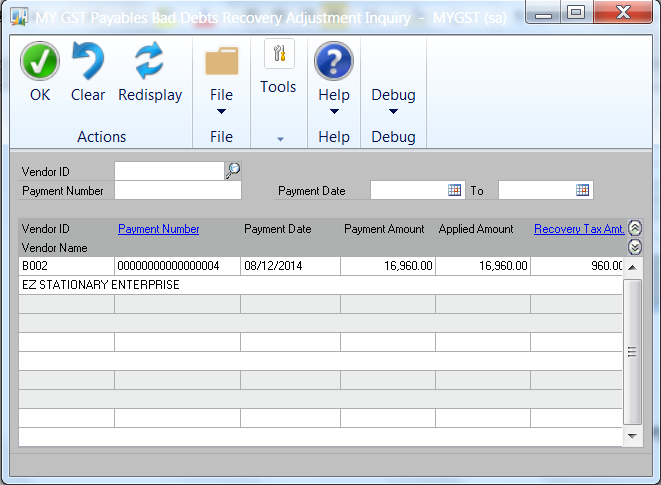 MY GST Payables Bad Debts Recovery Adjustment Inquiry - MYGST (sa)
OK Clear Redisplay File Tools Help Debug
Actions File Help Debug
Vendor ID
Payment Number Payment Date To
Vendor ID Payment Number Payment Date Payment Amount Applied Amount Recovery Tax Amt.
Vendor Name
B002 00000000000000004 08/12/2014 16,960.00 16,960.00 960.00
EZ STATIONARY ENTERPRISE